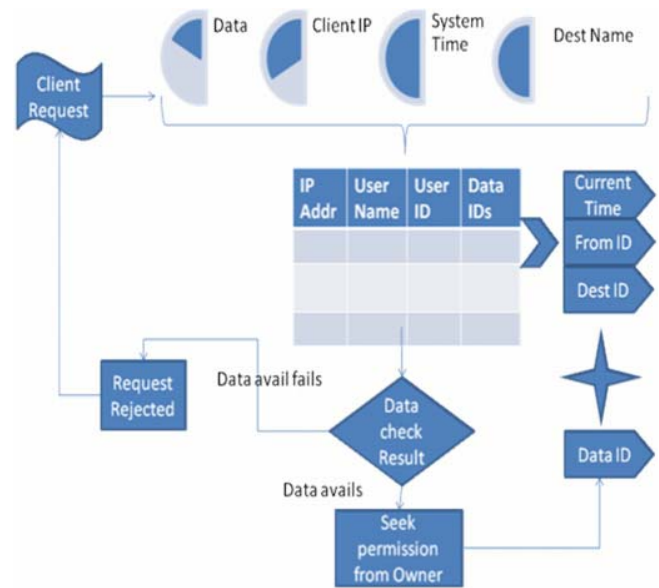 Data
Client IP
System
Time
Dest Name
Client
Request
IP
Addr
User
Name
User
ID
Data
IDs
Current
Time
From ID
Dest ID
Request
Rejected
Data avail fails
Data
check
Result
Data ID
Data avails
Seek
permission
from Owner